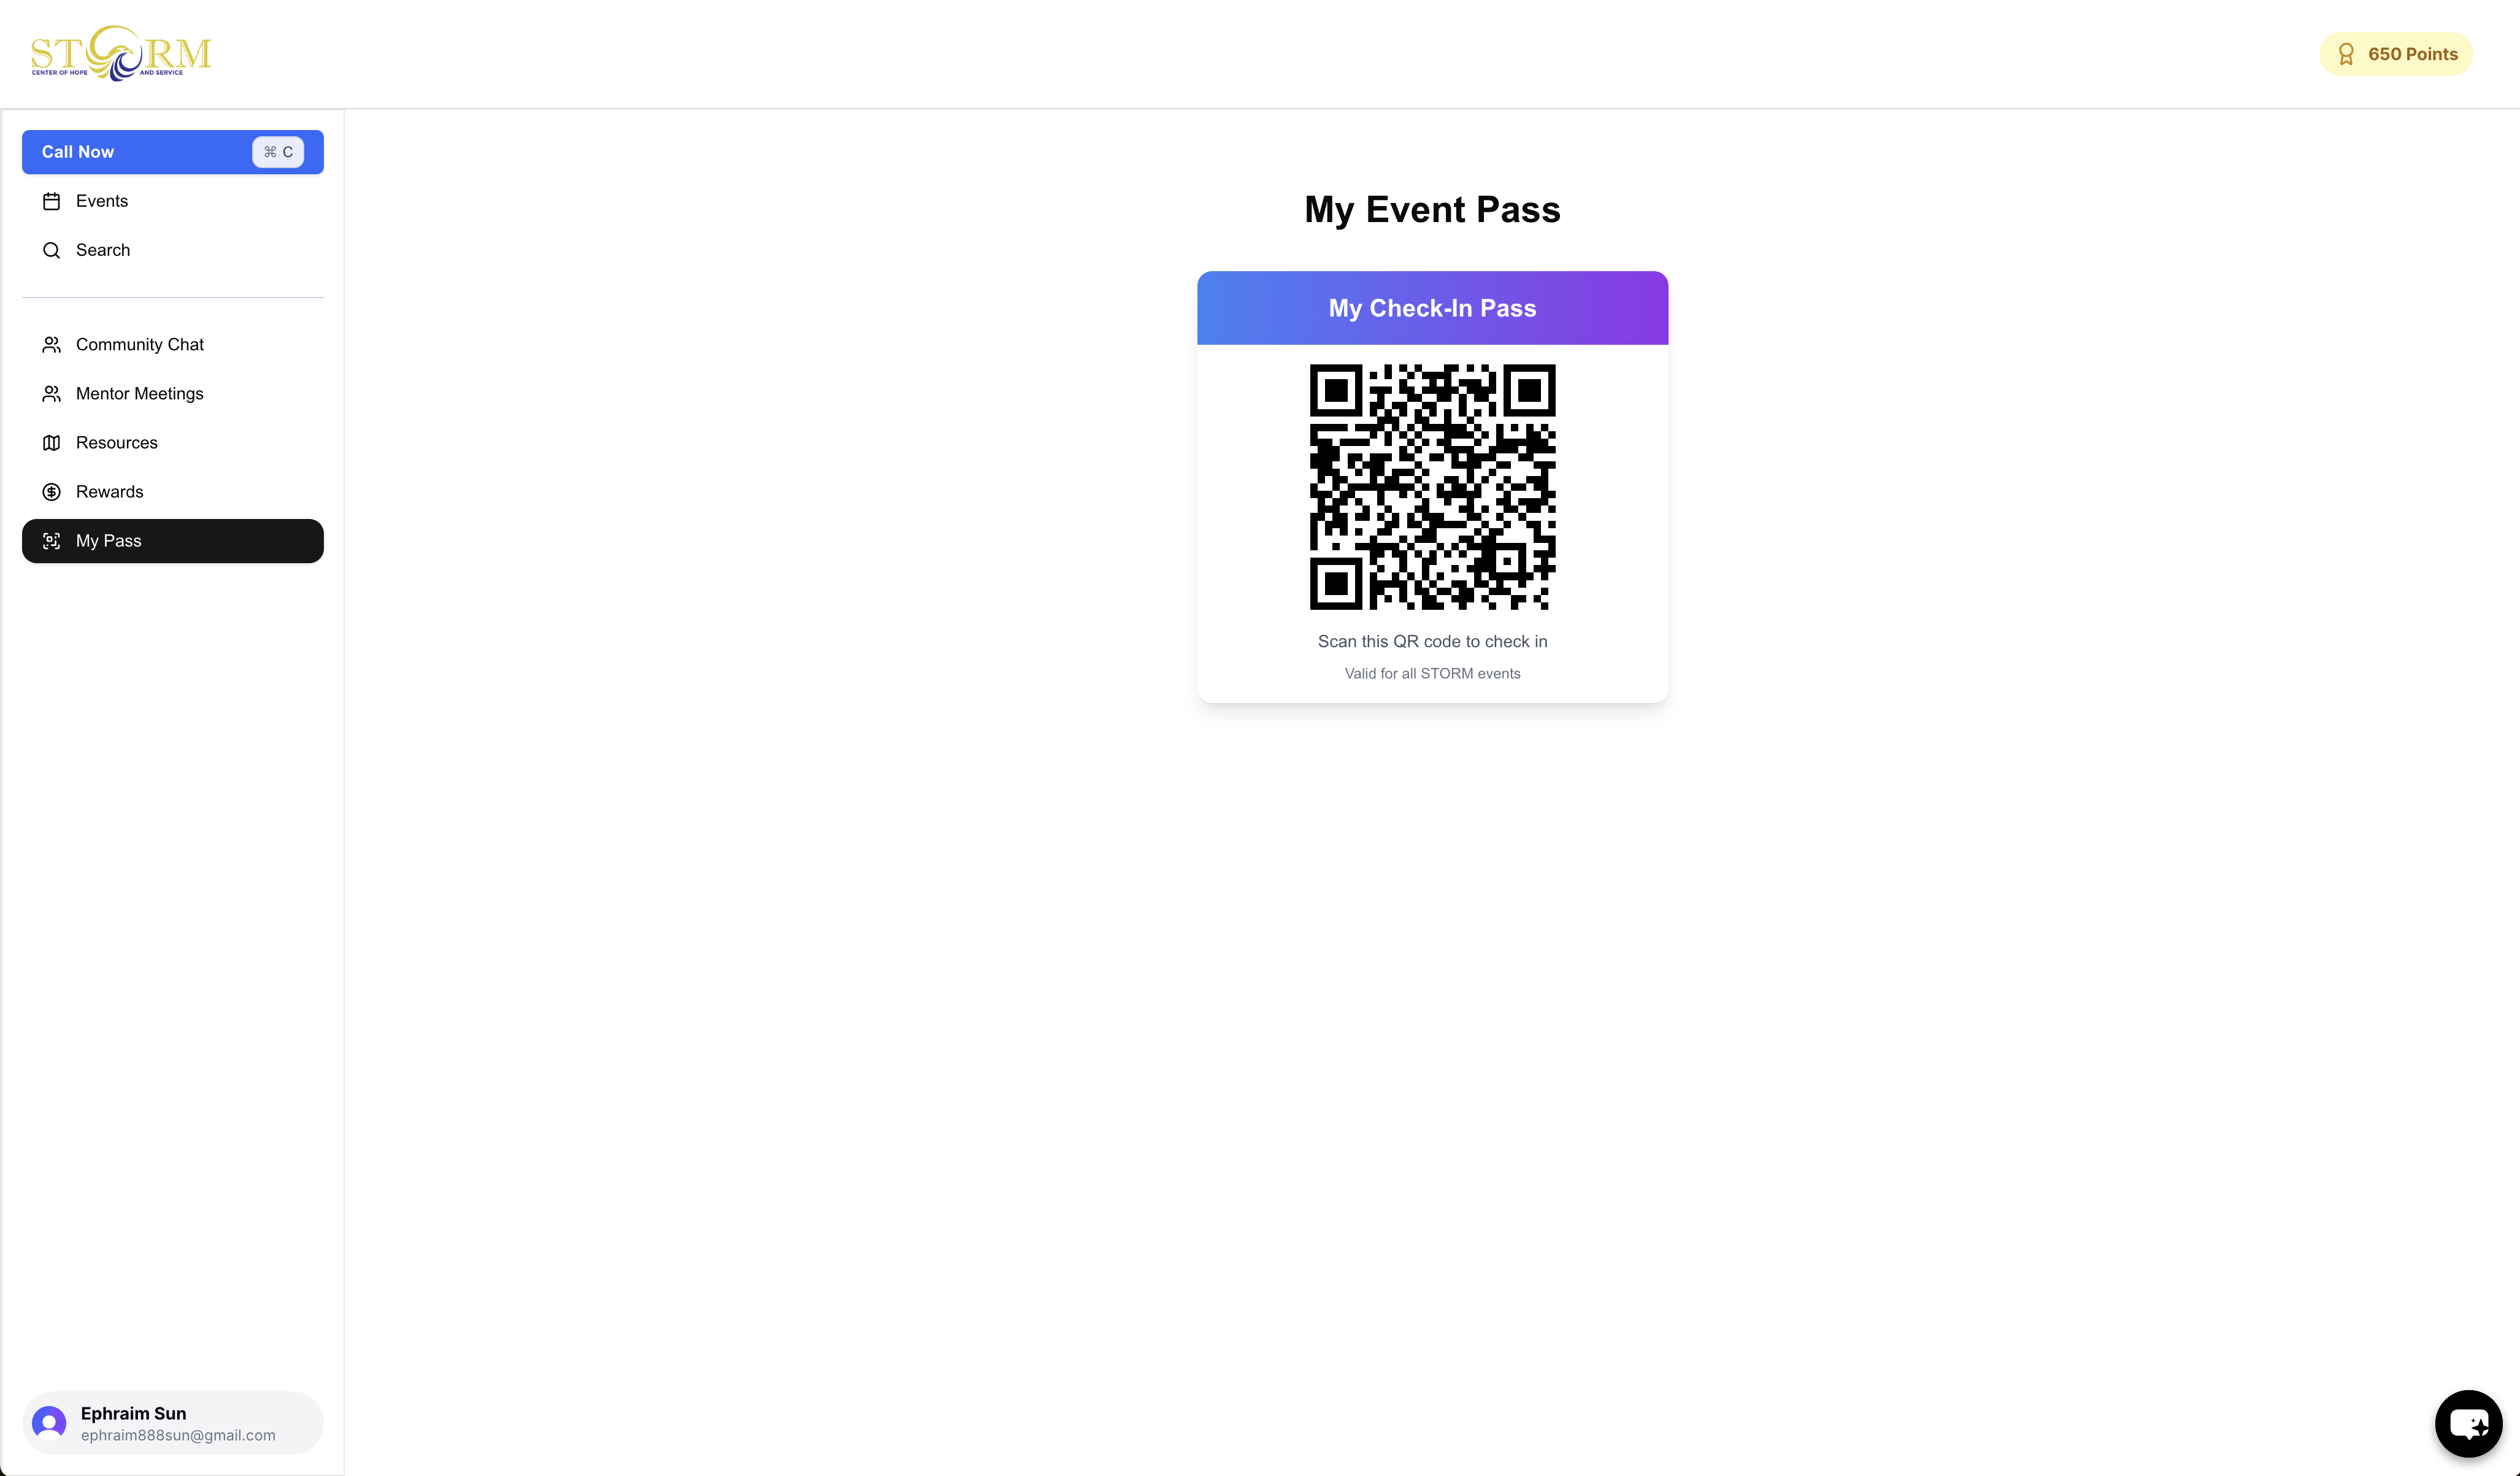 STORM
CENTER OF HOPE AND SERVICE
650 Points
Call Now ⌘ C
Events
Search
Community Chat
Mentor Meetings
Resources
Rewards
My Pass
My Event Pass
My Check-In Pass
Scan this QR code to check in
Valid for all STORM events
Ephraim Sun
ephraim888sun@gmail.com